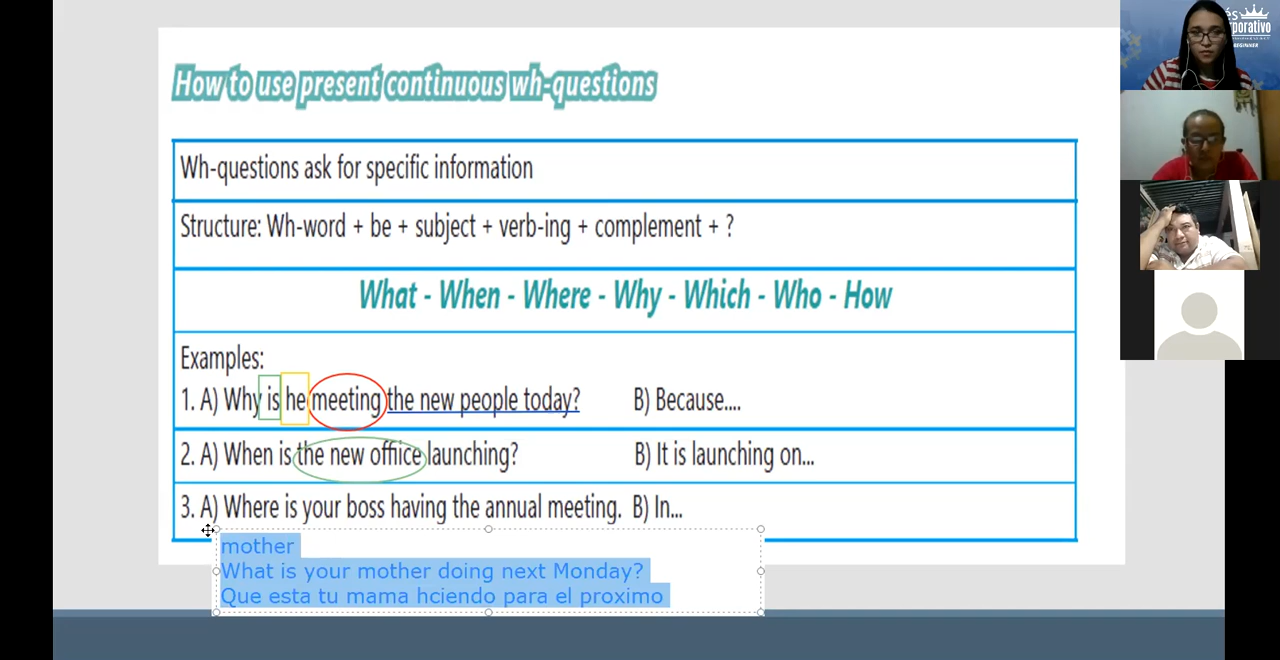 How to use present continuous wh-questions
Wh-questions ask for specific information
Structure: Wh-word + be + subject + verb-ing + complement + ?
What - When - Where - Why - Which - Who - How
Examples:
1. A) Why is he meeting the new people today? B) Because....
2. A) When is the new office launching? B) It is launching on...
3. A) Where is your boss having the annual meeting. B) In...
mother
What is your mother doing next Monday?
Que esta tu mama hciendo para el proximo
BEGINNER